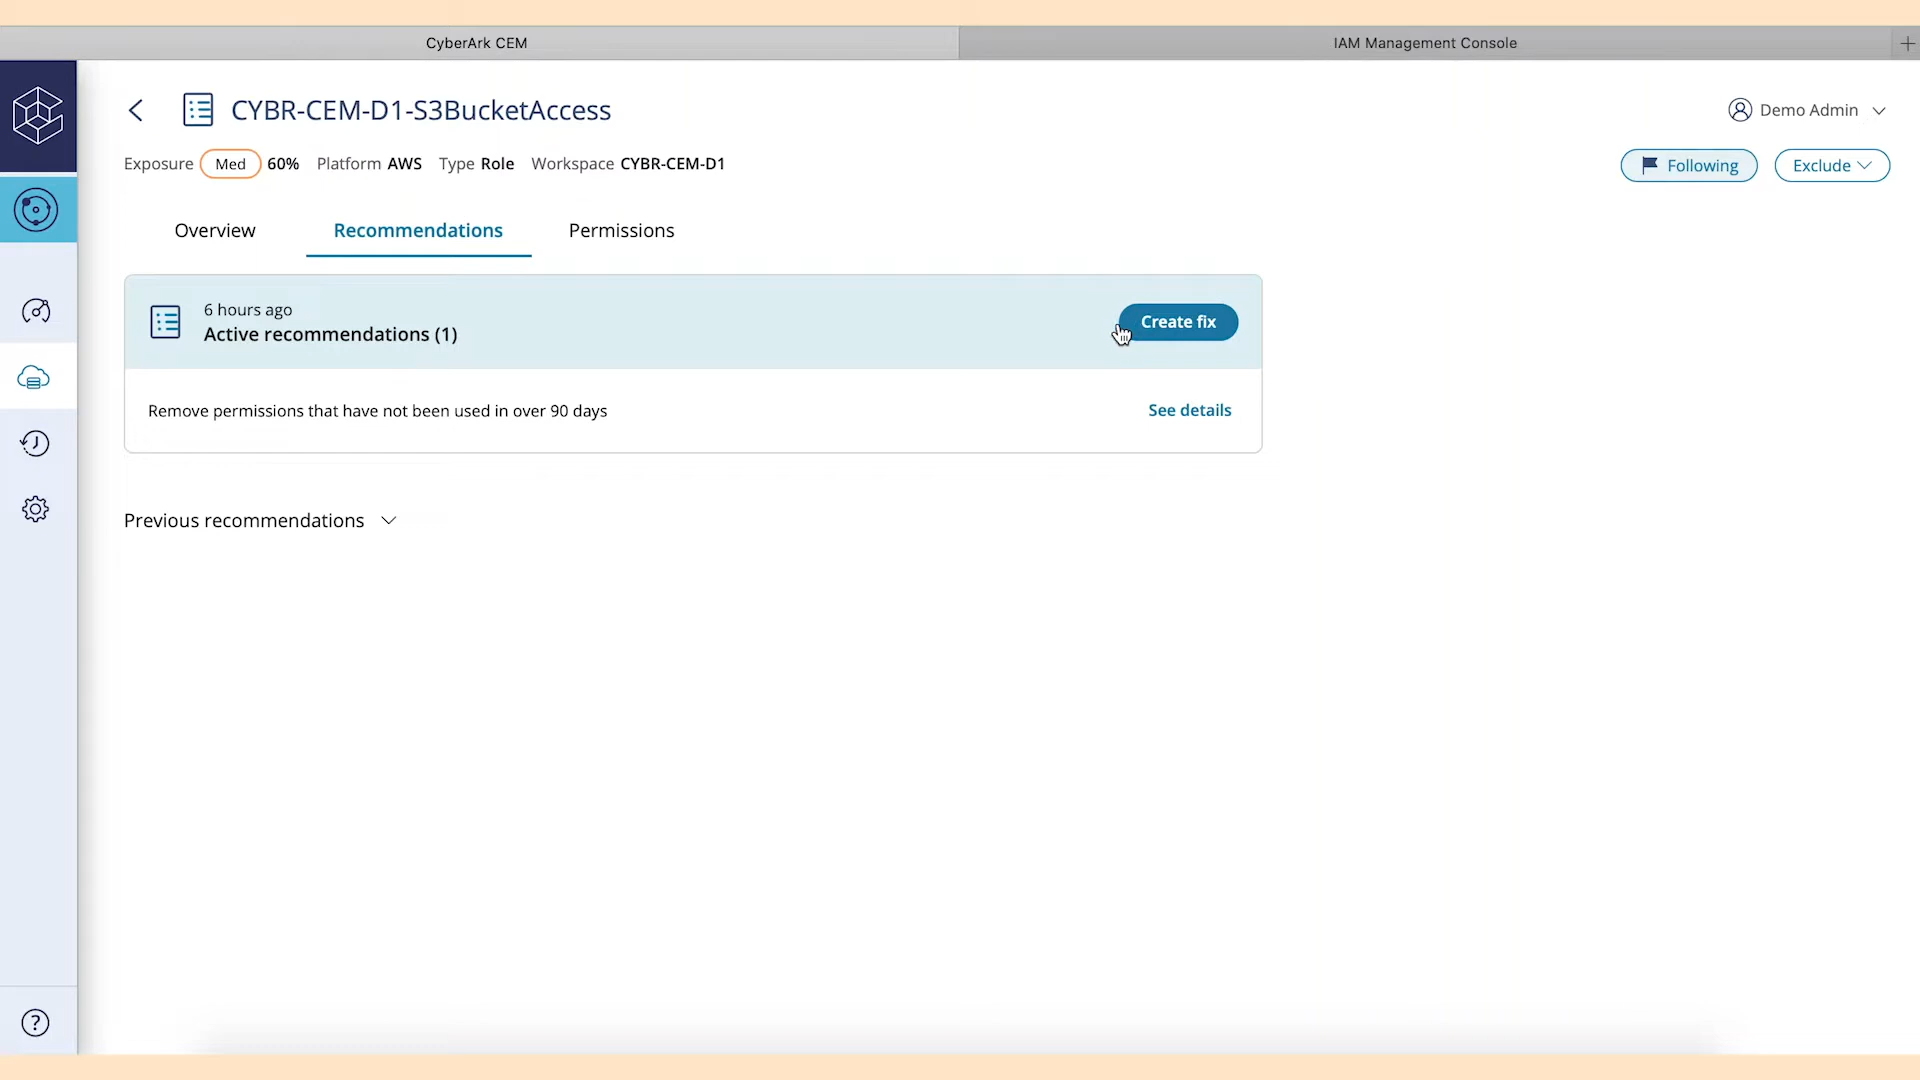 CyberArk CEM
IAM Management Console
CYBR-CEM-D1-S3BucketAccess
Demo Admin
Exposure Med 60% Platform AWS Type Role Workspace CYBR-CEM-D1
Following
Exclude
Overview
Recommendations
Permissions
6 hours ago
Active recommendations (1)
Create fix
Remove permissions that have not been used in over 90 days
See details
Previous recommendations